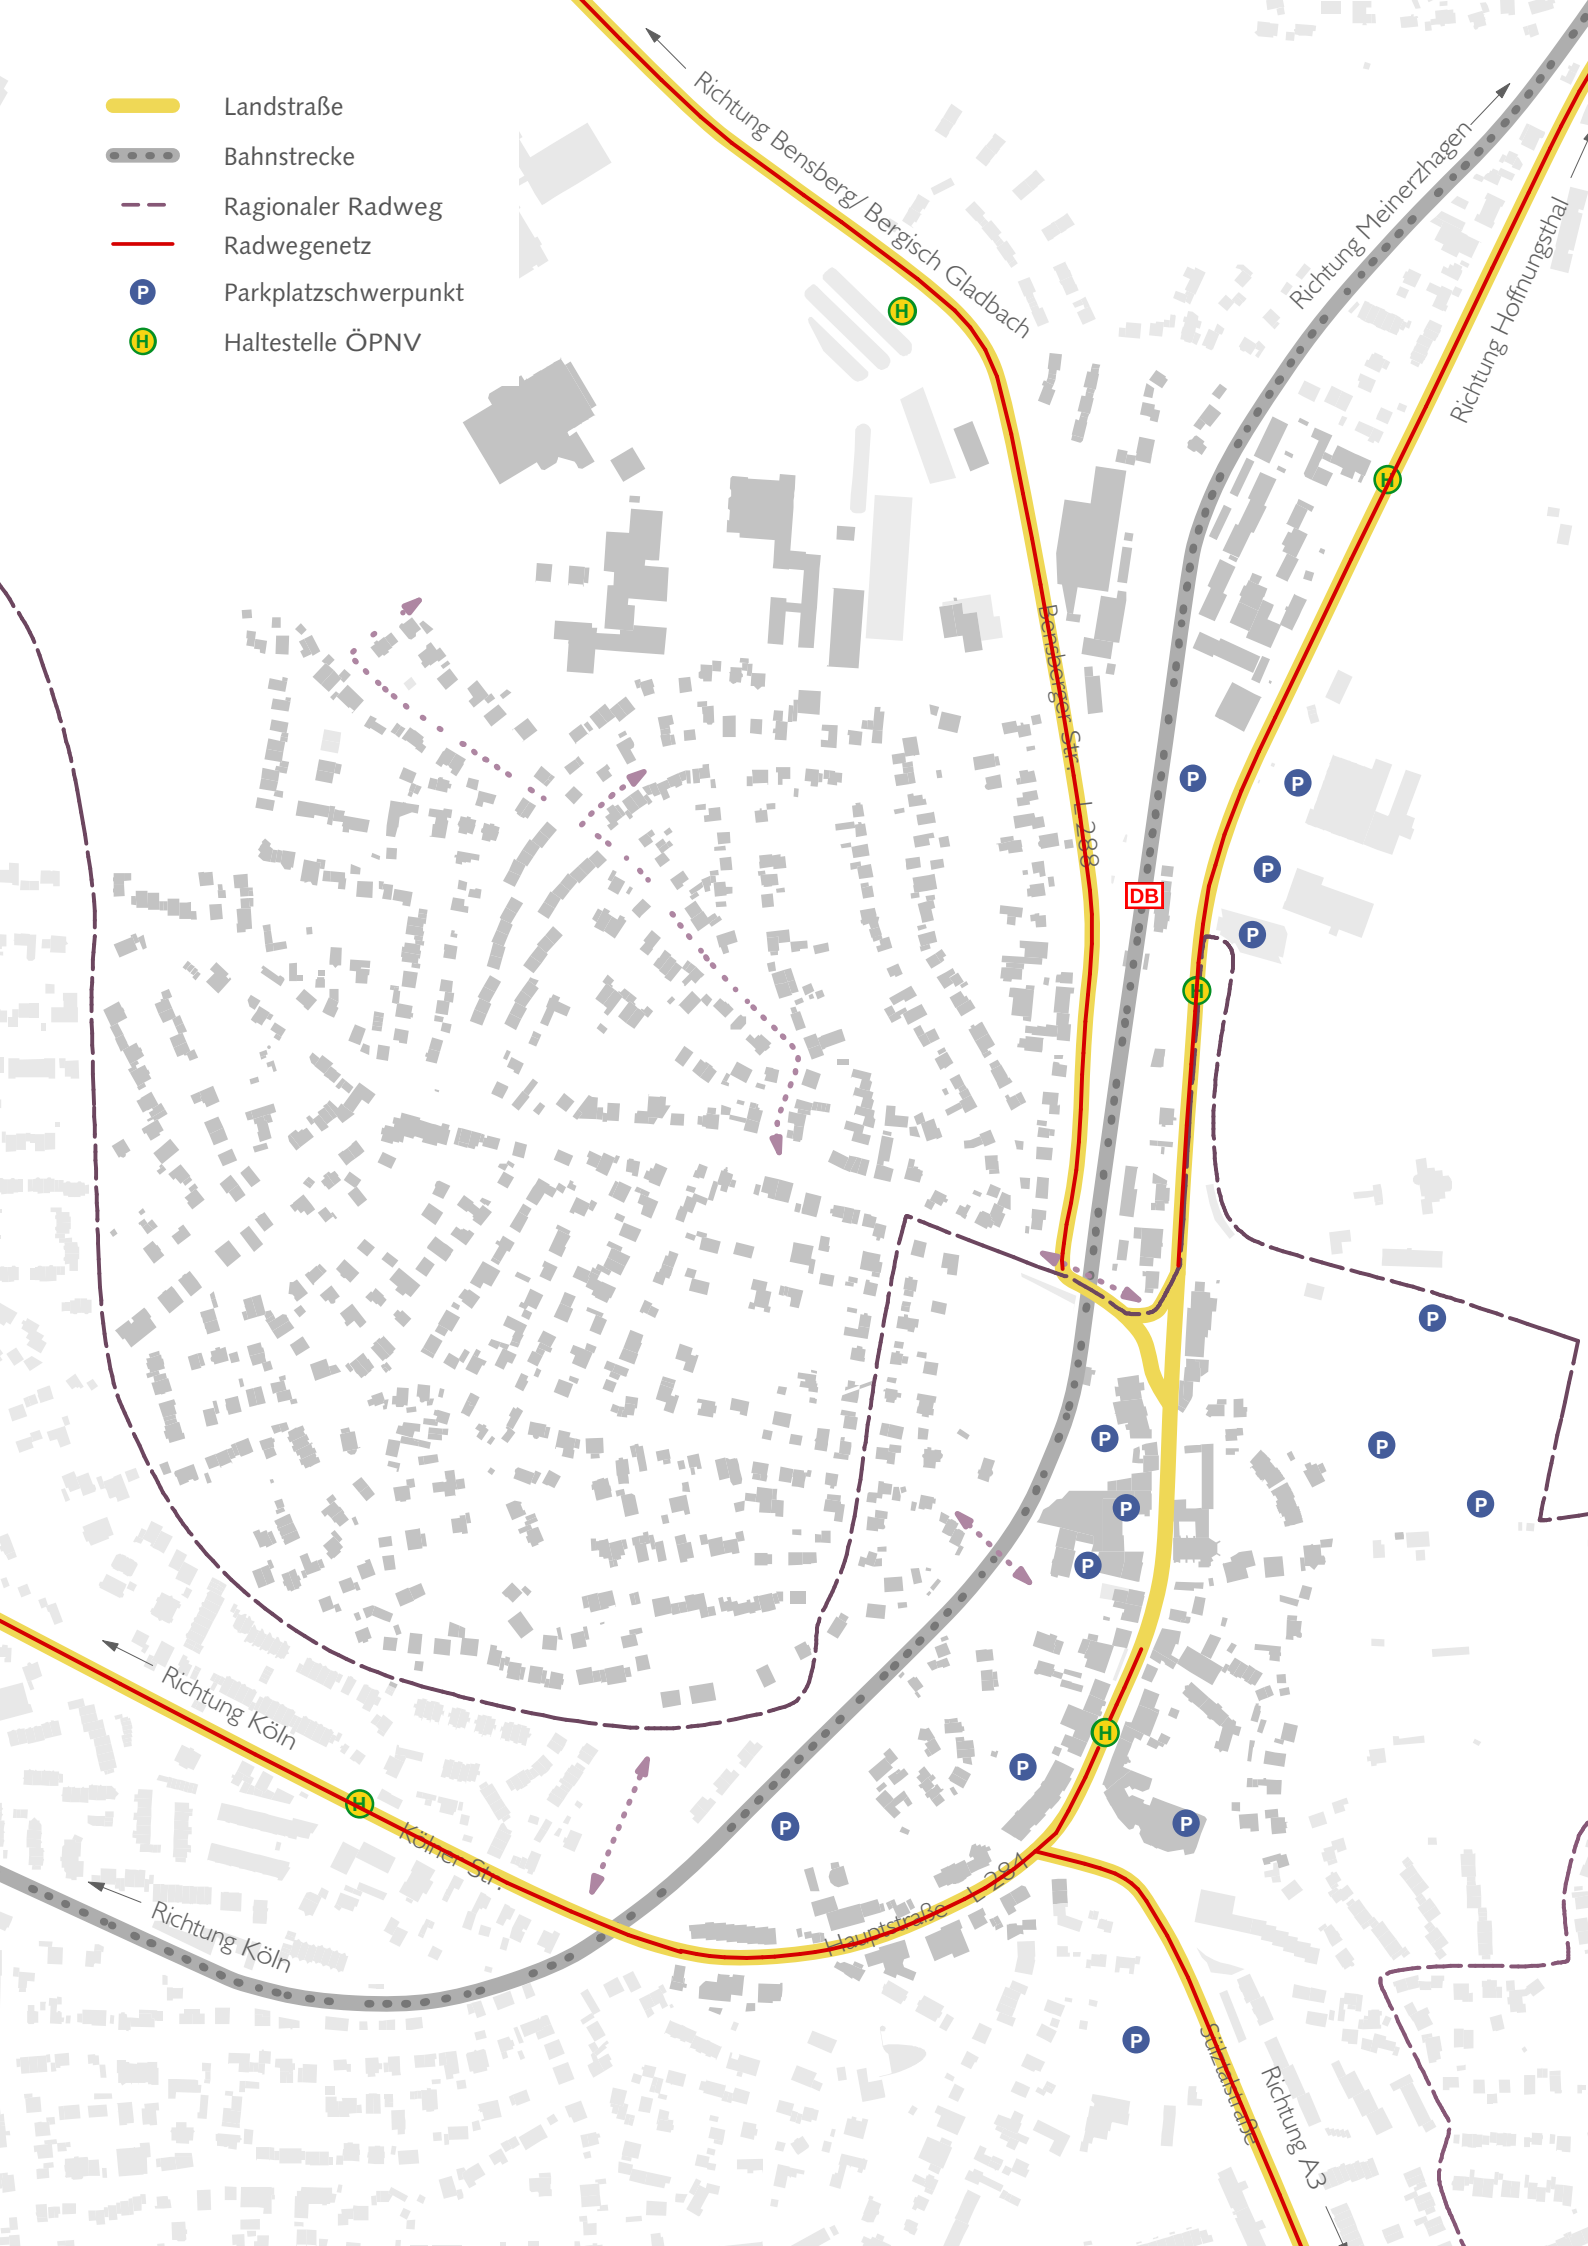 Landstraße
Bahnstrecke
Ragionaler Radweg
Radwegenetz
P Parkplatzschwerpunkt
H Haltestelle ÖPNV
Richtung Bensberg/Bergisch Gladbach
Richtung Meinerzhagen
Richtung Hoffnungsthal
H
H
Bensberger Str.
L 288
P
P
P
DB
P
H
P
P
P
P
P
P
Richtung Köln
H
Kölner Str.
Richtung Köln
H
P
P
P
Hauptstraße
L 284
P
Sülztalstraße
Richtung A3